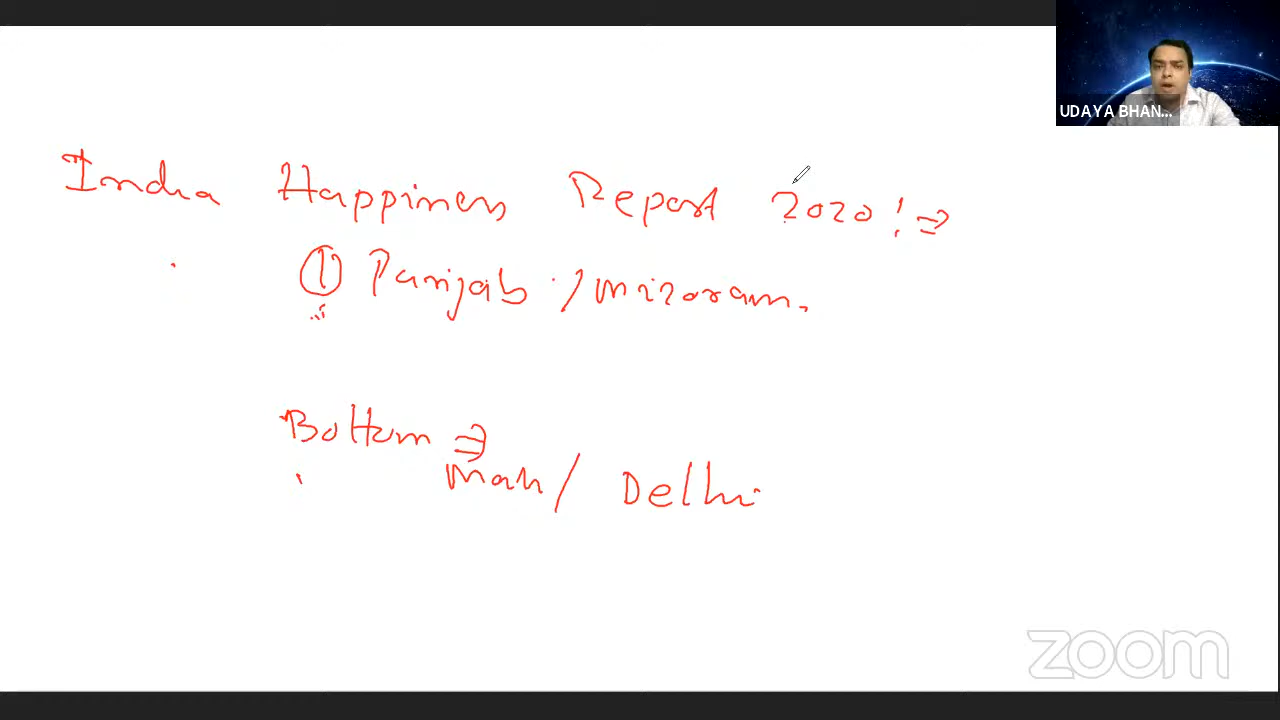 UDAYA BHAN...
India Happiness Report 2020 ! ⇒
① Punjab / Mizoram.
Bottom ⇒
Mah / Delhi
zoom